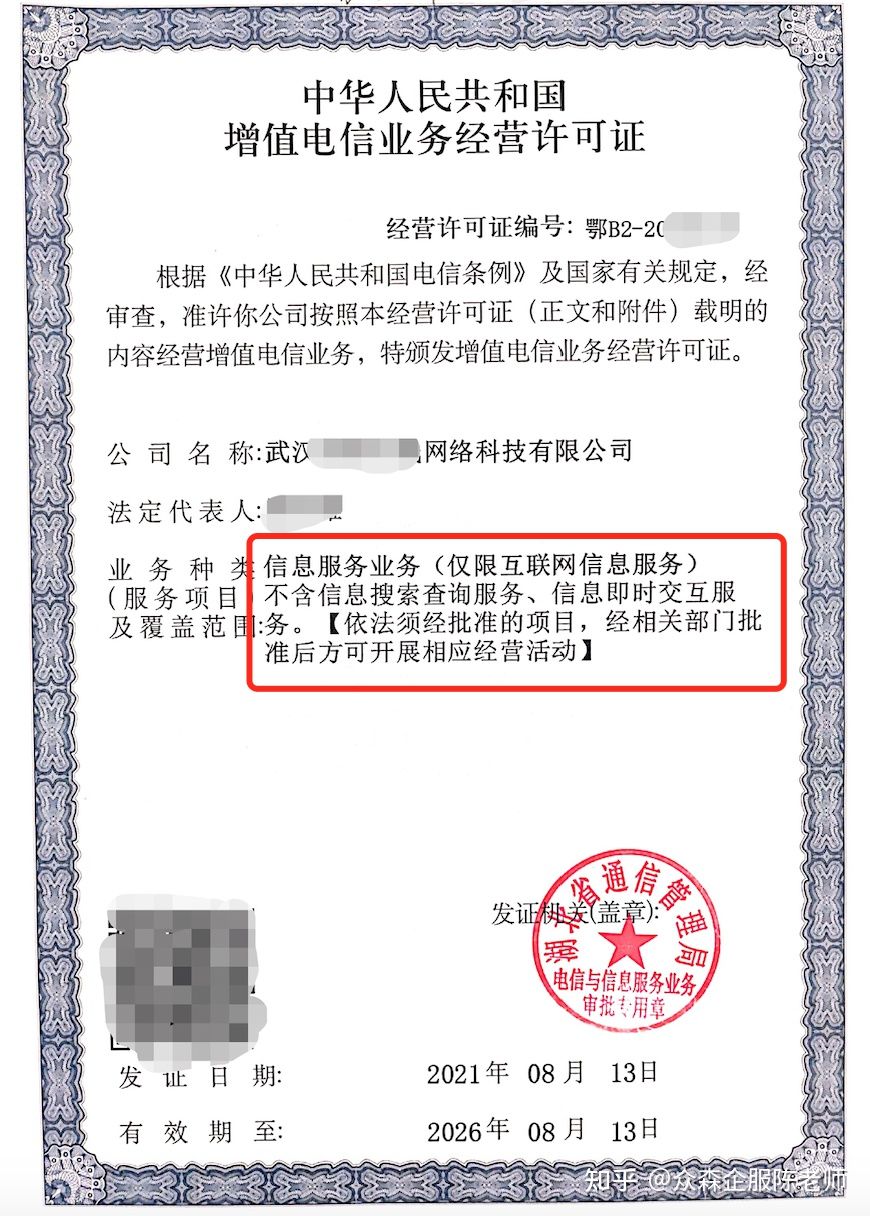 中华人民共和国
增值电信业务经营许可证
经营许可证编号：鄂B2-20
根据《中华人民共和国电信条例》及国家有关规定，经
审查，准许你公司按照本经营许可证（正文和附件）载明的
内容经营增值电信业务，特颁发增值电信业务经营许可证。
公司名称:武汉 网络科技有限公司
法定代表人:
业务种类 信息服务业务（仅限互联网信息服务）
(服务项目) 不含信息搜索查询服务、信息即时交互服
及覆盖范围:务。【依法须经批准的项目，经相关部门批
准后方可开展相应经营活动】
发证机关(盖章):
湖北省通信管理局
电信与信息服务业务
审批专用章
发证日期: 2021年 08月 13日
有效期至: 2026年 08月 13日
知乎 @众森企服陈老师